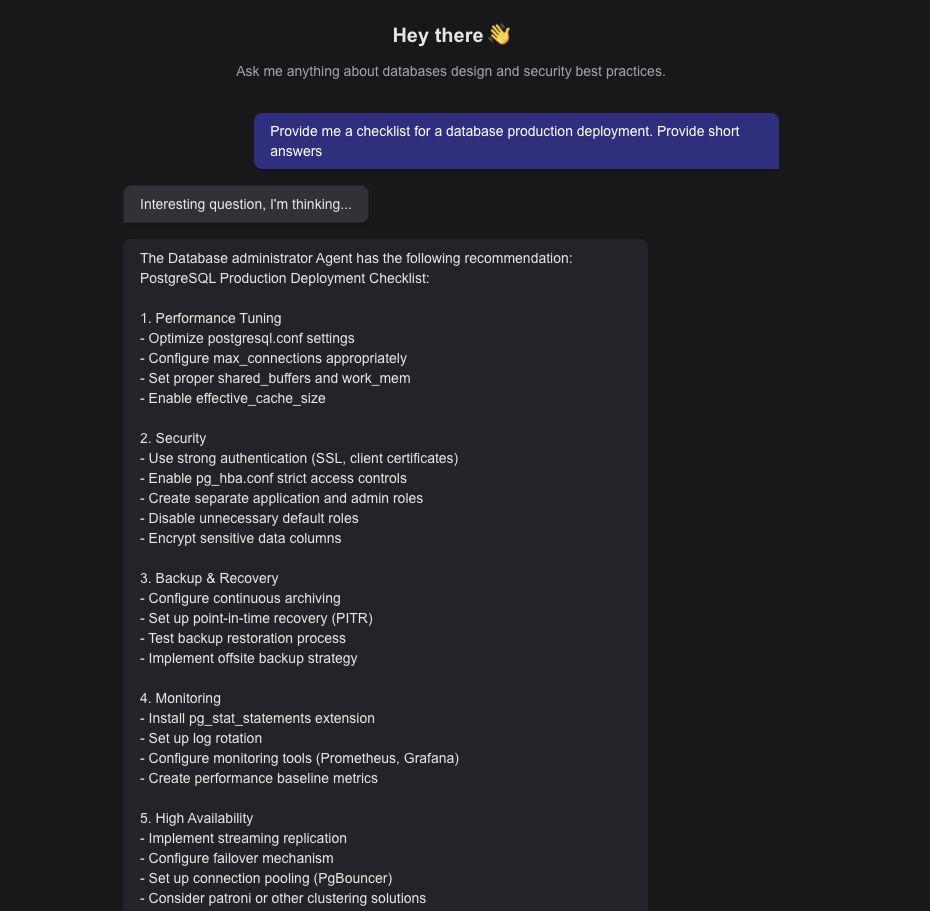 Hey there 👋
Ask me anything about databases design and security best practices.
Provide me a checklist for a database production deployment. Provide short
answers
Interesting question, I'm thinking...
The Database administrator Agent has the following recommendation:
PostgreSQL Production Deployment Checklist:
1. Performance Tuning
- Optimize postgresql.conf settings
- Configure max_connections appropriately
- Set proper shared_buffers and work_mem
- Enable effective_cache_size
2. Security
- Use strong authentication (SSL, client certificates)
- Enable pg_hba.conf strict access controls
- Create separate application and admin roles
- Disable unnecessary default roles
- Encrypt sensitive data columns
3. Backup & Recovery
- Configure continuous archiving
- Set up point-in-time recovery (PITR)
- Test backup restoration process
- Implement offsite backup strategy
4. Monitoring
- Install pg_stat_statements extension
- Set up log rotation
- Configure monitoring tools (Prometheus, Grafana)
- Create performance baseline metrics
5. High Availability
- Implement streaming replication
- Configure failover mechanism
- Set up connection pooling (PgBouncer)
- Consider patroni or other clustering solutions